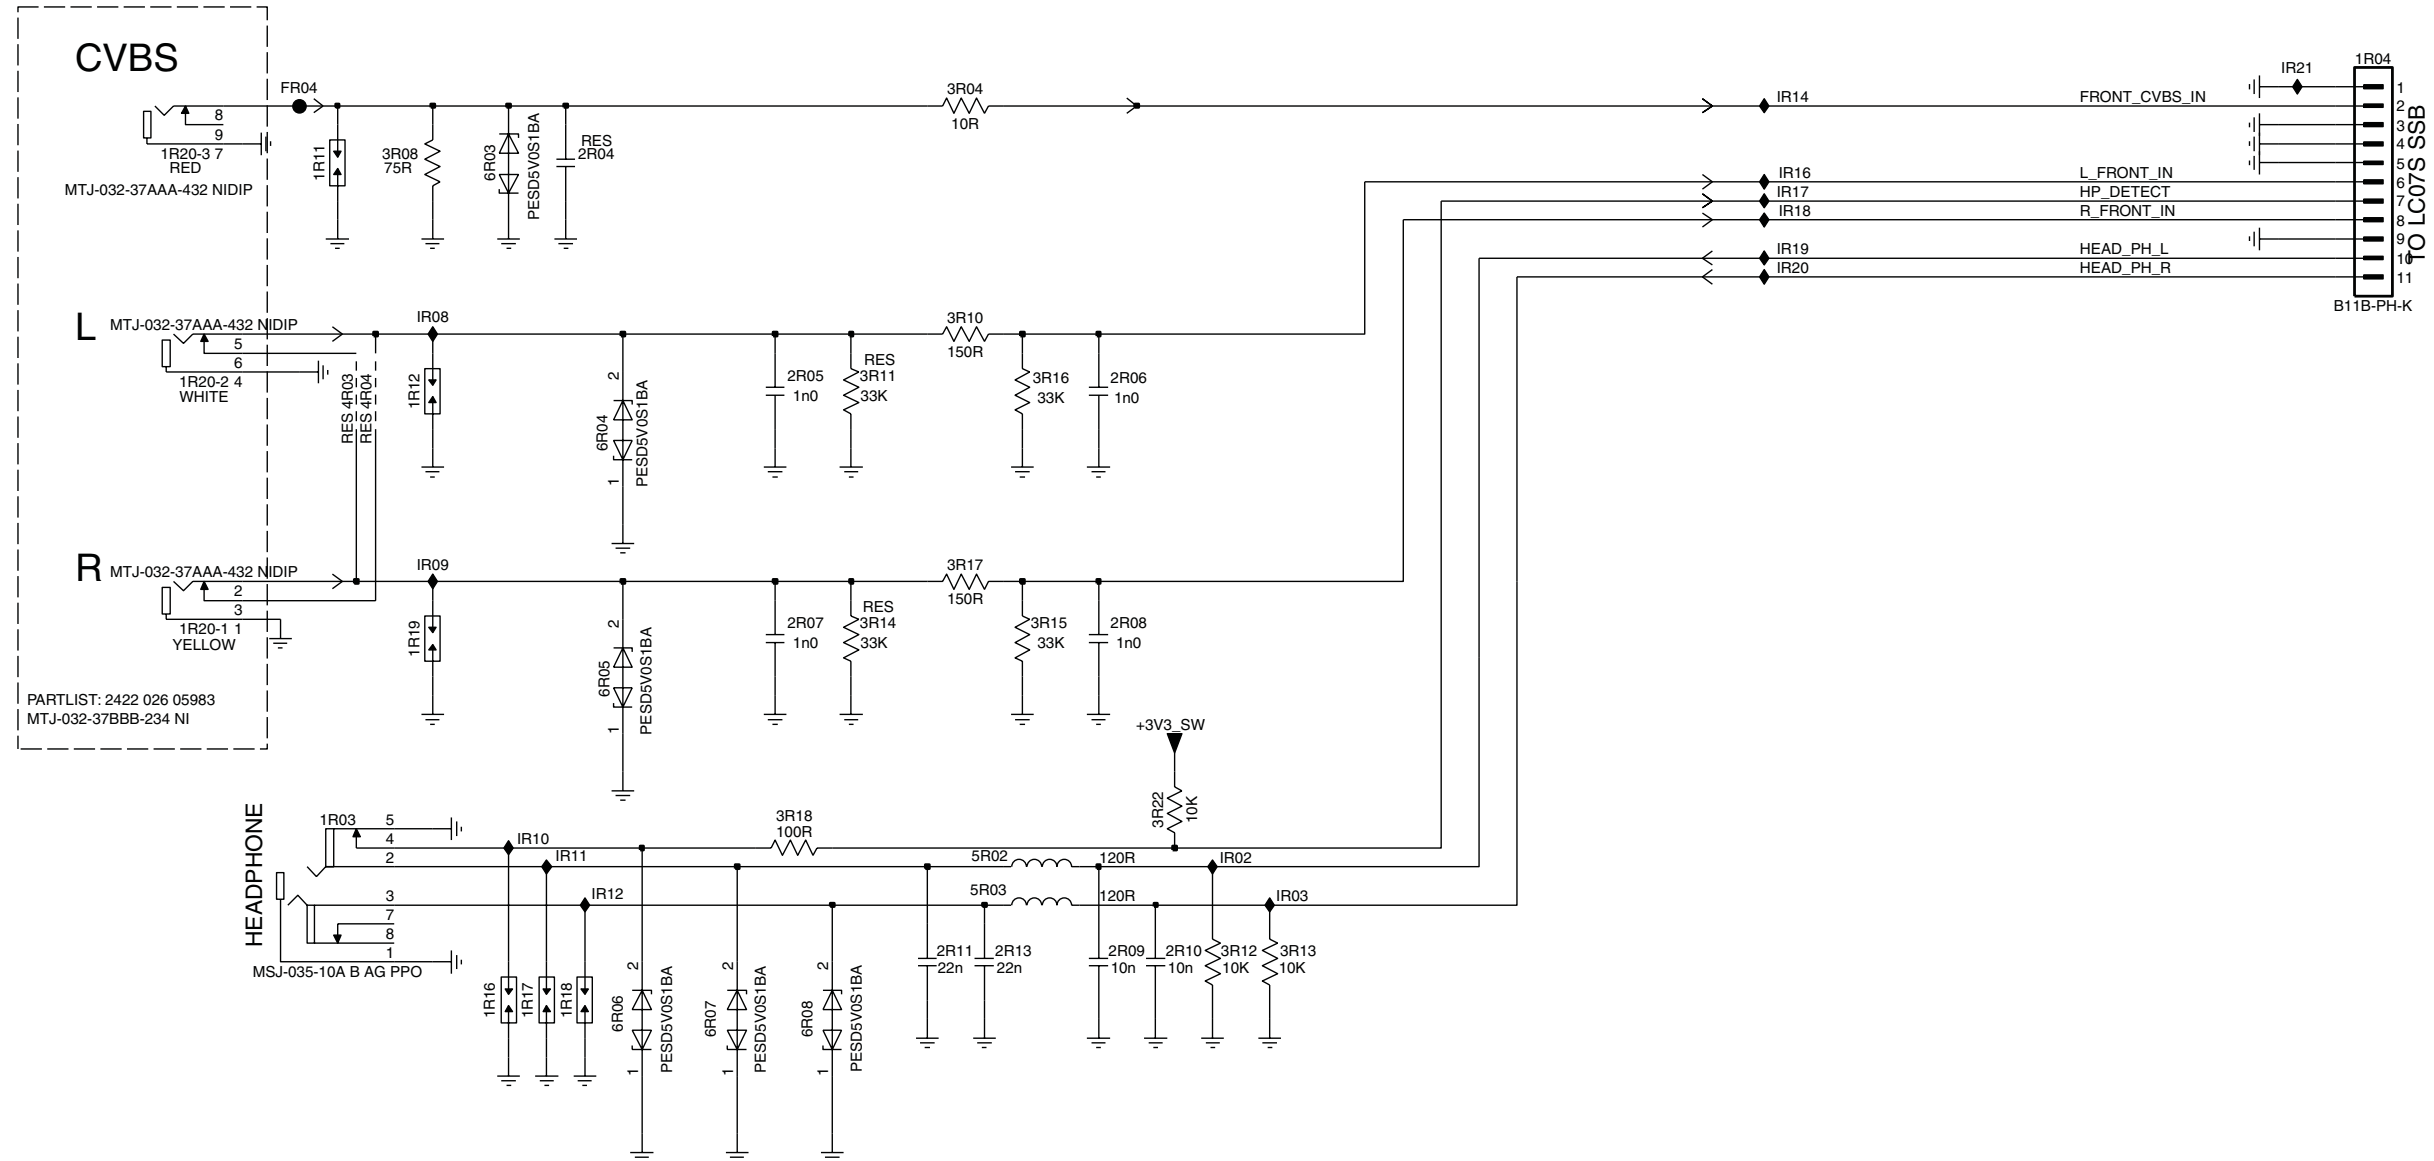 CVBS
FR04
8
9
1R20-3 7
RED
MTJ-032-37AAA-432 NIDIP
1R11
3R08
75R
6R03
PESD5V0S1BA
RES
2R04
3R04
10R
IR14
FRONT_CVBS_IN
IR21
1R04
1
2
3
4
5
6
7
8
9
10
11
TO LC07S SSB
B11B-PH-K
IR16
L_FRONT_IN
IR17
HP_DETECT
IR18
R_FRONT_IN
IR19
HEAD_PH_L
IR20
HEAD_PH_R
L
MTJ-032-37AAA-432 NIDIP
5
6
1R20-2 4
WHITE
RES 4R03
RES 4R04
IR08
1R12
2
6R04
PESD5V0S1BA
1
2R05
1n0
RES
3R11
33K
3R10
150R
3R16
33K
2R06
1n0
R
MTJ-032-37AAA-432 NIDIP
2
3
1R20-1 1
YELLOW
IR09
1R19
2
6R05
PESD5V0S1BA
1
2R07
1n0
RES
3R14
33K
3R17
150R
3R15
33K
2R08
1n0
PARTLIST: 2422 026 05983
MTJ-032-37BBB-234 NI
+3V3_SW
3R22
10K
HEADPHONE
1R03
5
4
2
3
7
8
1
MSJ-035-10A B AG PPO
IR10
IR11
IR12
3R18
100R
5R02
120R
IR02
5R03
120R
IR03
1R16
1R17
1R18
2
6R06
PESD5V0S1BA
1
2
6R07
PESD5V0S1BA
1
2
6R08
PESD5V0S1BA
1
2R11
22n
2R13
22n
2R09
10n
2R10
10n
3R12
10K
3R13
10K